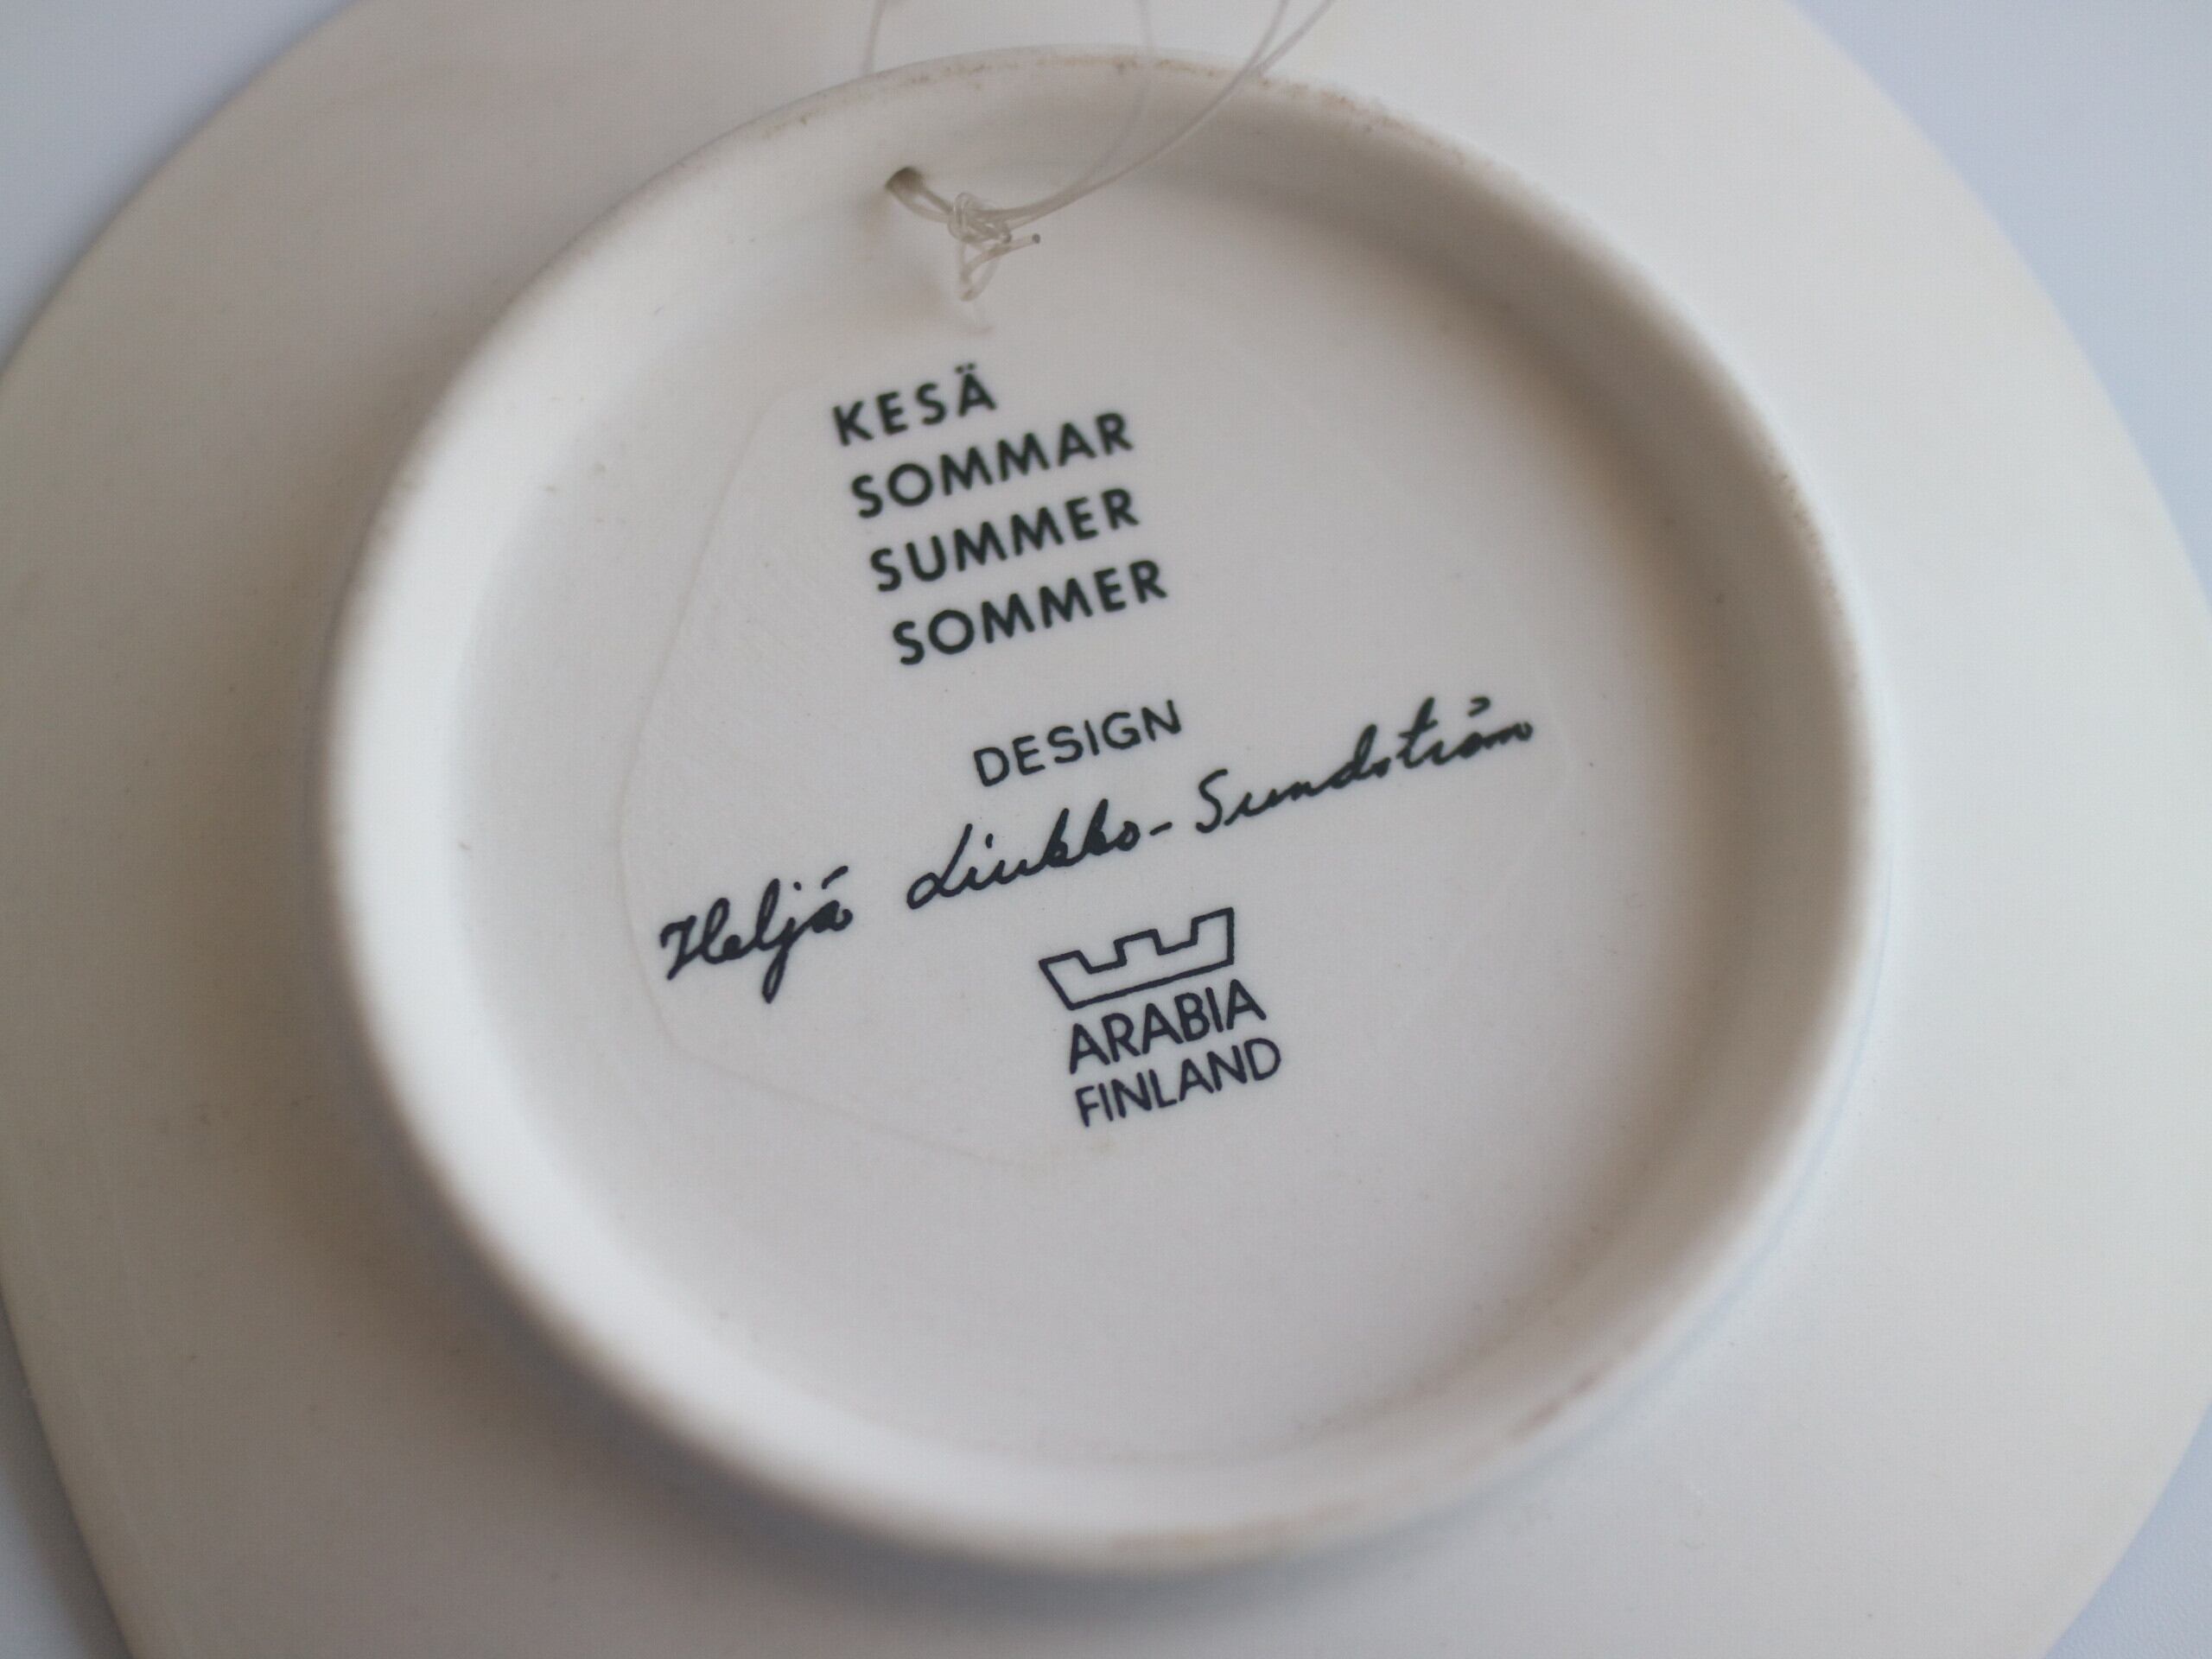 KESÄ
SOMMAR
SUMMER
SOMMER
DESIGN
Heljä Liukko-Sundström
ARABIA
FINLAND